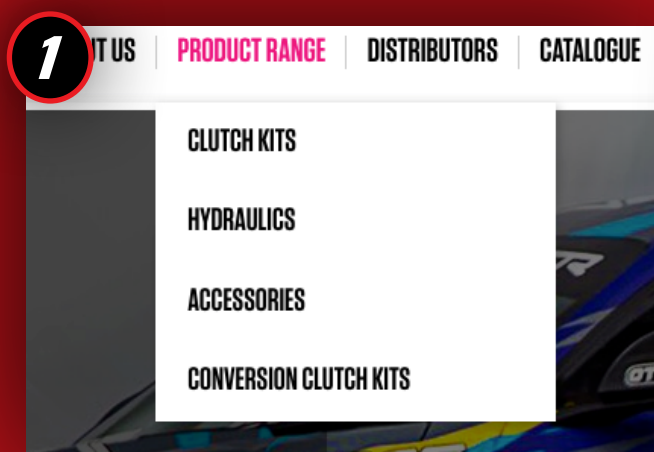 1
UT US | PRODUCT RANGE | DISTRIBUTORS | CATALOGUE
CLUTCH KITS
HYDRAULICS
ACCESSORIES
CONVERSION CLUTCH KITS